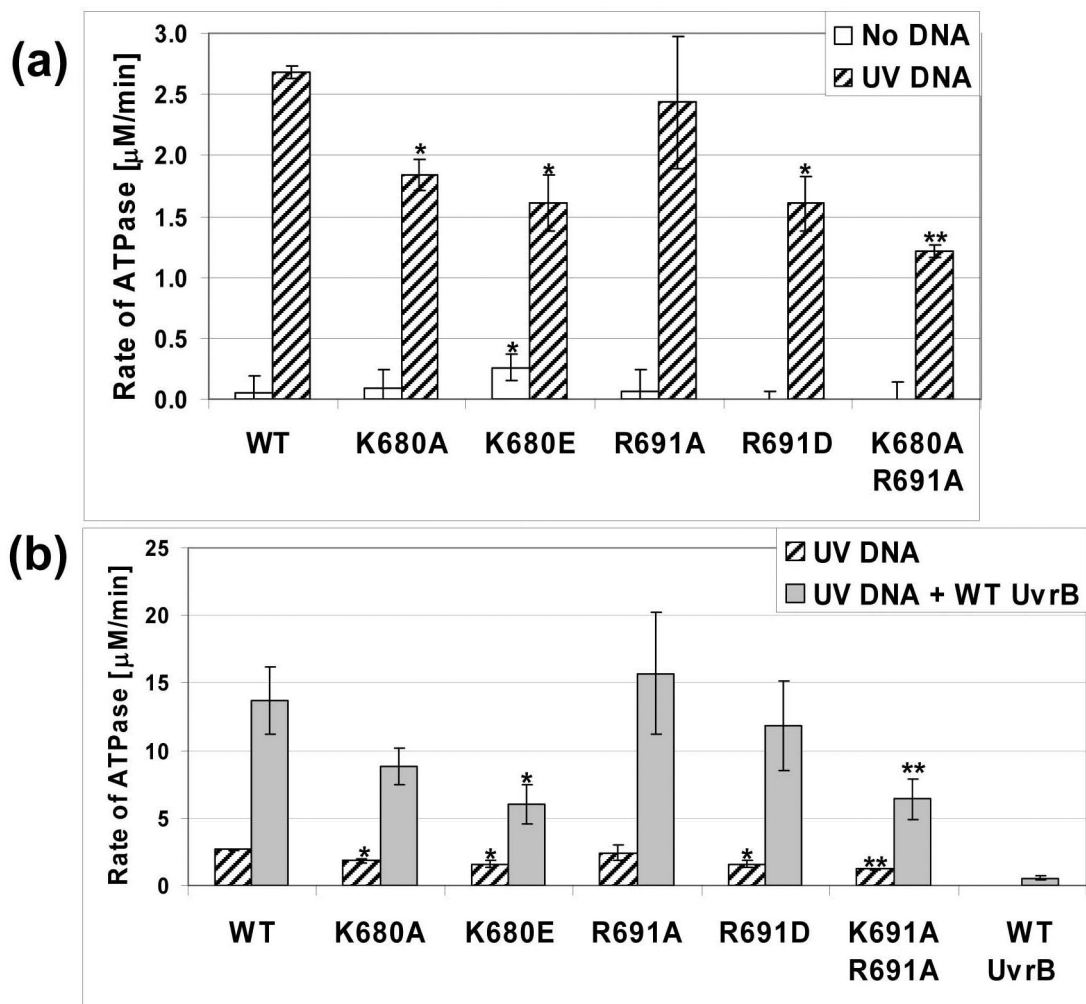 (a)
Rate of ATPase [μM/min]
3.0
2.5
2.0
1.5
1.0
0.5
0.0
No DNA
UV DNA
*
*
*
*
**
WT K680A K680E R691A R691D K680A
R691A
(b)
Rate of ATPase [μM/min]
25
20
15
10
5
0
UV DNA
UV DNA + WT UvrB
*
**
*
*
*
**
WT K680A K680E R691A R691D K691A WT
R691A UvrB